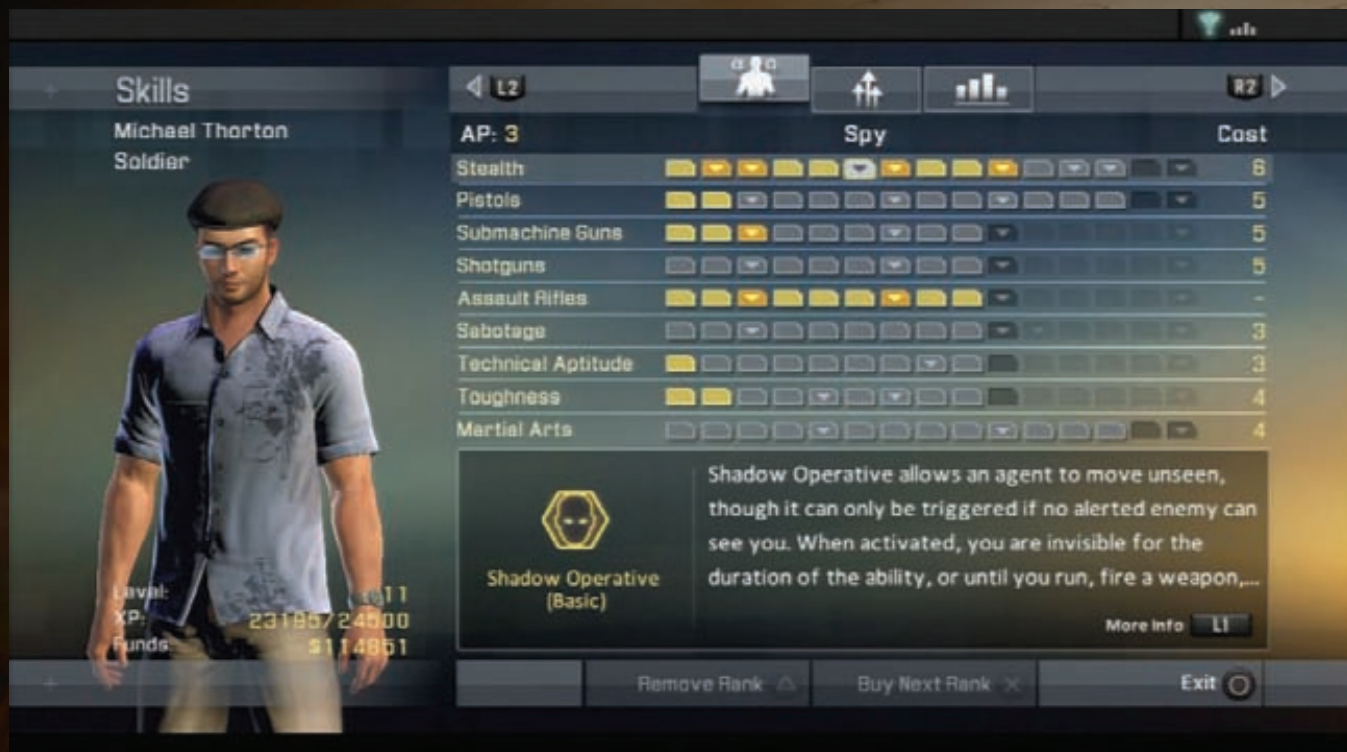 Skills
Michael Thorton
Soldier
L2
R2
AP: 3 Spy Cost
Stealth 6
Pistols 5
Submachine Guns 5
Shotguns 5
Assault Rifles -
Sabotage 3
Technical Aptitude 3
Toughness 4
Martial Arts 4
Shadow Operative
(Basic)
Shadow Operative allows an agent to move unseen,
though it can only be triggered if no alerted enemy can
see you. When activated, you are invisible for the
duration of the ability, or until you run, fire a weapon,...
More Info L1
Level: 11
XP: 23195/24500
Funds $114851
Remove Rank
Buy Next Rank
Exit